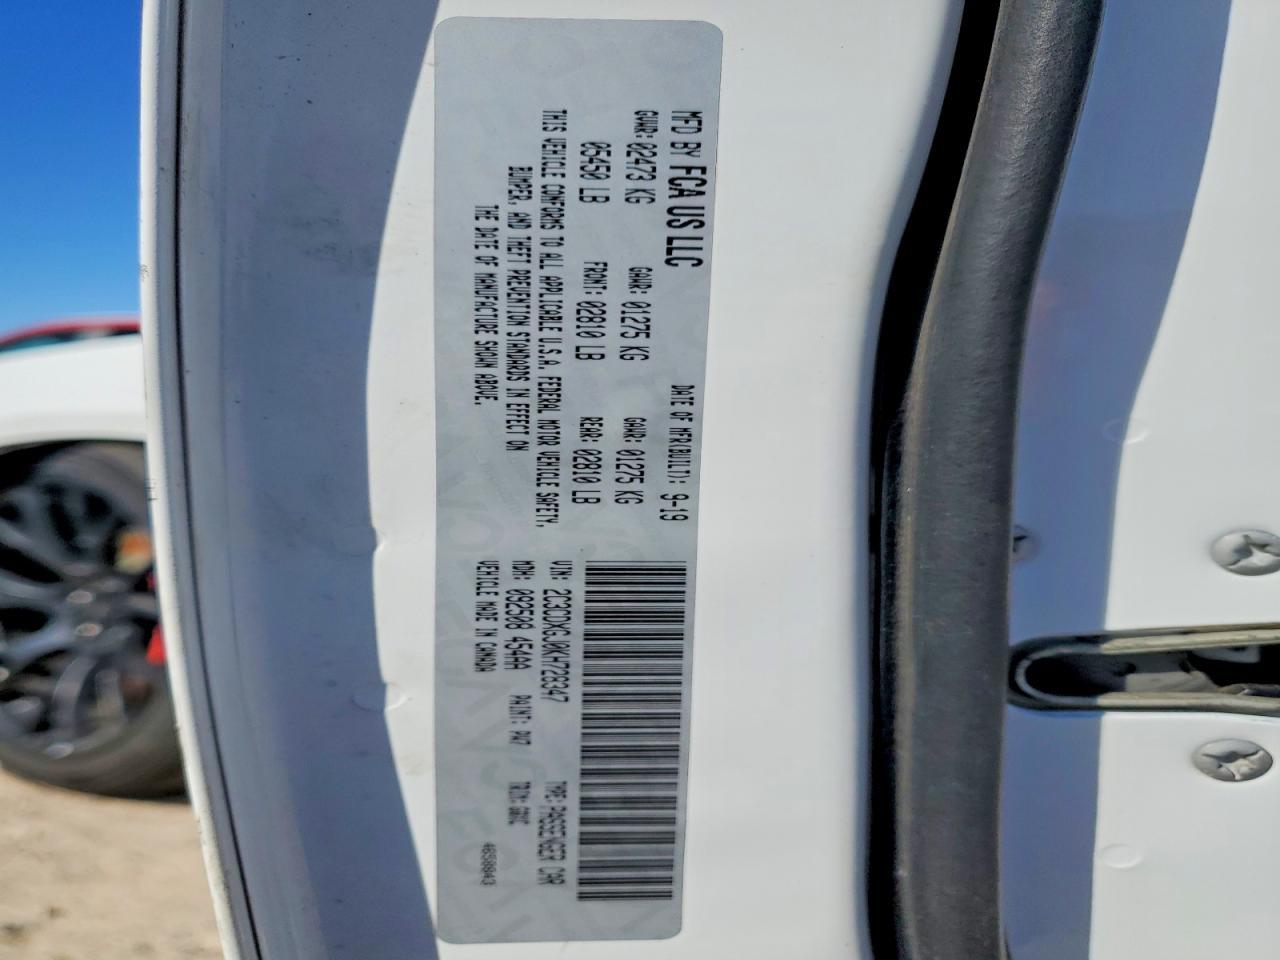 MFD BY FCA US LLC
DATE OF MFR(BUILT): 9-19
GVWR: 02473 KG
GAWR: 01275 KG
GAWR: 01275 KG
05450 LB
FRONT: 02810 LB
REAR: 02810 LB
THIS VEHICLE CONFORMS TO ALL APPLICABLE U.S.A. FEDERAL MOTOR VEHICLE SAFETY,
BUMPER, AND THEFT PREVENTION STANDARDS IN EFFECT ON
THE DATE OF MANUFACTURE SHOWN ABOVE.
VIN: 2C3CDXGJ0KH728347
TYPE: PASSENGER CAR
MDH: 092508 454AA
PAINT: PW7
TRIM:
VEHICLE MADE IN CANADA